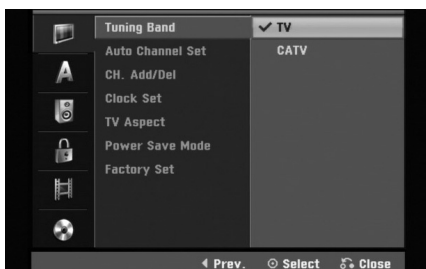 Tuning Band
✔ TV
Auto Channel Set
CATV
CH. Add/Del
A
Clock Set
TV Aspect
Power Save Mode
Factory Set
Prev. Select Close